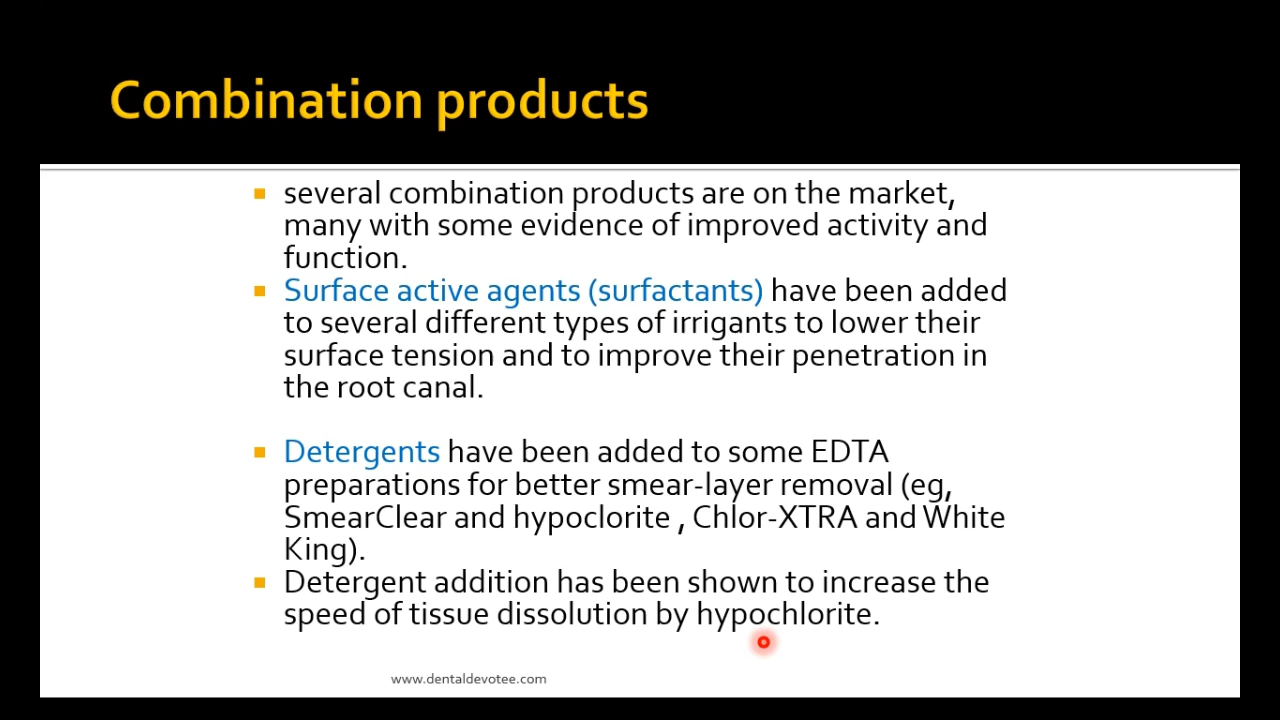 Combination products
several combination products are on the market,
many with some evidence of improved activity and
function.
Surface active agents (surfactants) have been added
to several different types of irrigants to lower their
surface tension and to improve their penetration in
the root canal.
Detergents have been added to some EDTA
preparations for better smear-layer removal (eg,
SmearClear and hypoclorite , Chlor-XTRA and White
King).
Detergent addition has been shown to increase the
speed of tissue dissolution by hypochlorite.
www.dentaldevotee.com